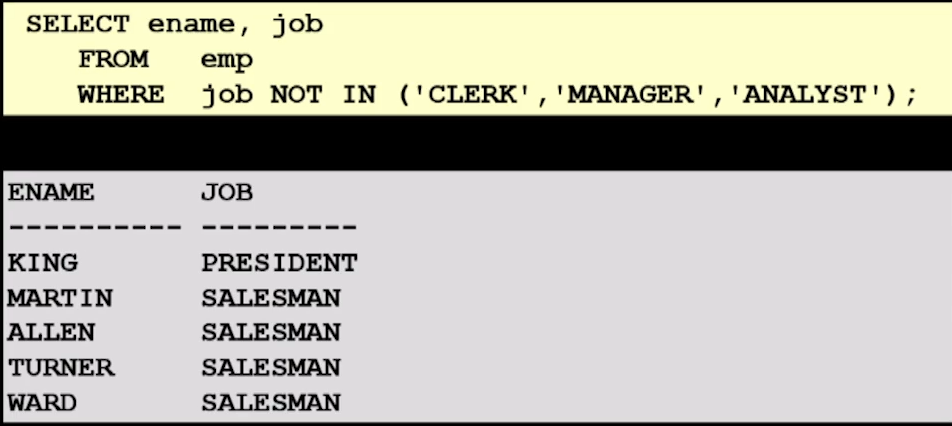 SELECT ename, job
FROM emp
WHERE job NOT IN ('CLERK','MANAGER','ANALYST');
ENAME JOB
---------- ---------
KING PRESIDENT
MARTIN SALESMAN
ALLEN SALESMAN
TURNER SALESMAN
WARD SALESMAN